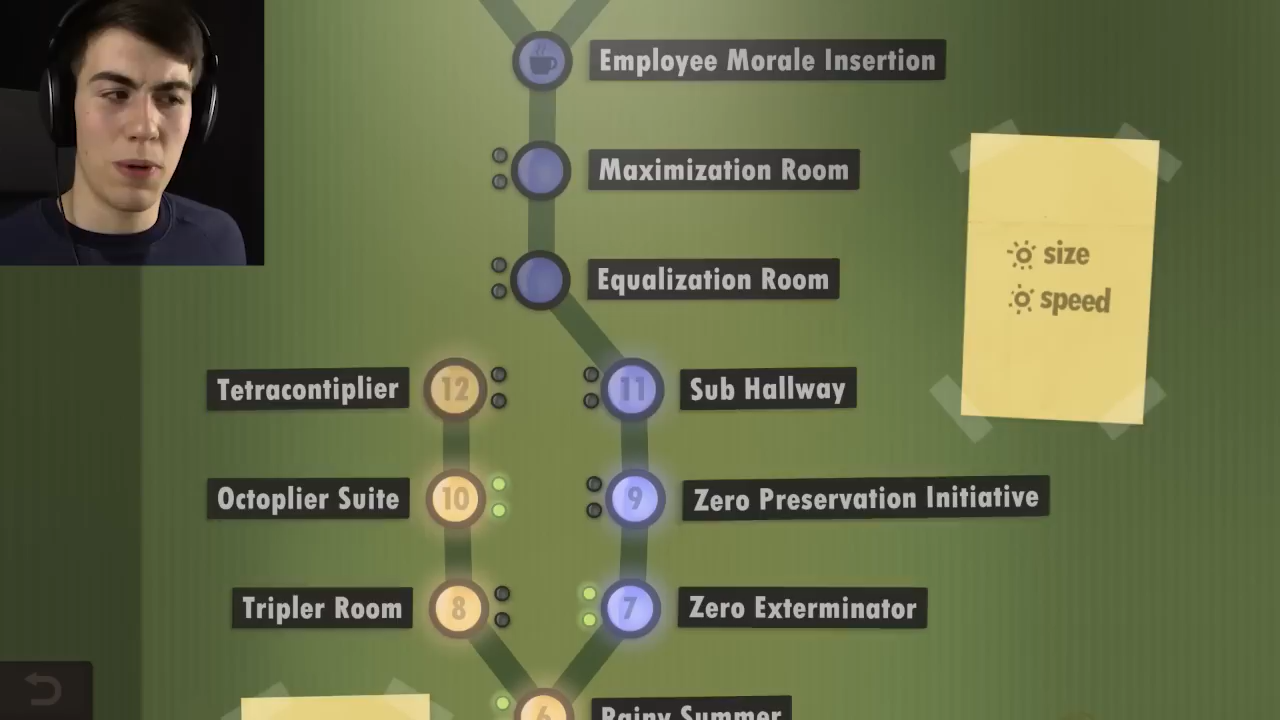 Employee Morale Insertion
Maximization Room
Equalization Room
size
speed
Tetracontiplier
12
11
Sub Hallway
Octoplier Suite
10
9
Zero Preservation Initiative
Tripler Room
8
7
Zero Exterminator
6
Rainy Summer